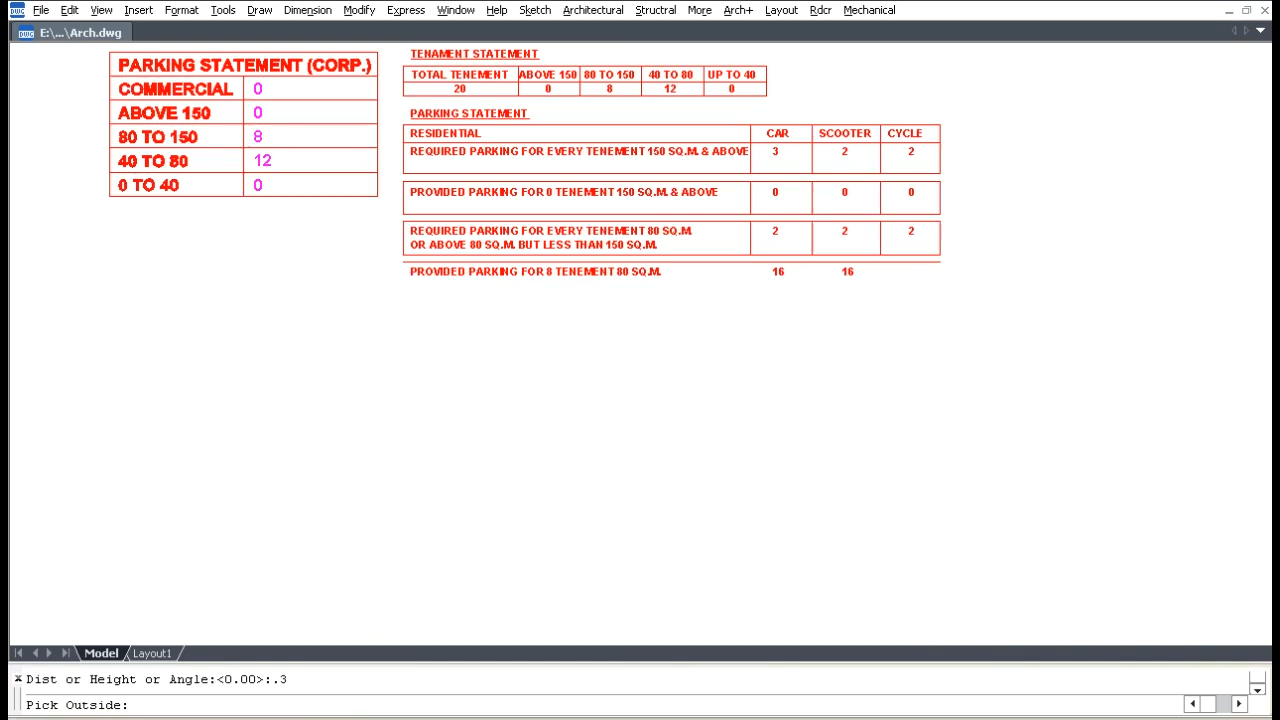 File Edit View Insert Format Tools Draw Dimension Modify Express Window Help Sketch Architectural Structral More Arch+ Layout Rdcr Mechanical
E:\...\Arch.dwg
PARKING STATEMENT (CORP.)
COMMERCIAL 0
ABOVE 150 0
80 TO 150 8
40 TO 80 12
0 TO 40 0
TENAMENT STATEMENT
TOTAL TENEMENT ABOVE 150 80 TO 150 40 TO 80 UP TO 40
20 0 8 12 0
PARKING STATEMENT
RESIDENTIAL CAR SCOOTER CYCLE
REQUIRED PARKING FOR EVERY TENEMENT 150 SQ.M. & ABOVE 3 2 2
PROVIDED PARKING FOR 0 TENEMENT 150 SQ.M. & ABOVE 0 0 0
REQUIRED PARKING FOR EVERY TENEMENT 80 SQ.M. 2 2 2
OR ABOVE 80 SQ.M. BUT LESS THAN 150 SQ.M.
PROVIDED PARKING FOR 8 TENEMENT 80 SQ.M. 16 16
Model Layout1
Dist or Height or Angle:<0.00>:.3
Pick Outside: